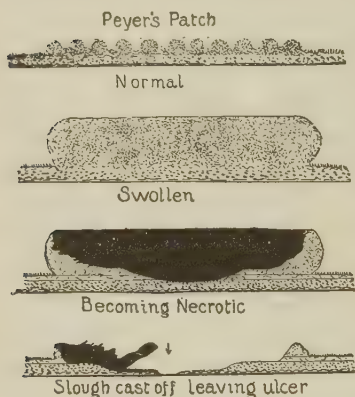 Peyer's Patch
Normal
Swollen
Becoming Necrotic
Slough cast off leaving ulcer